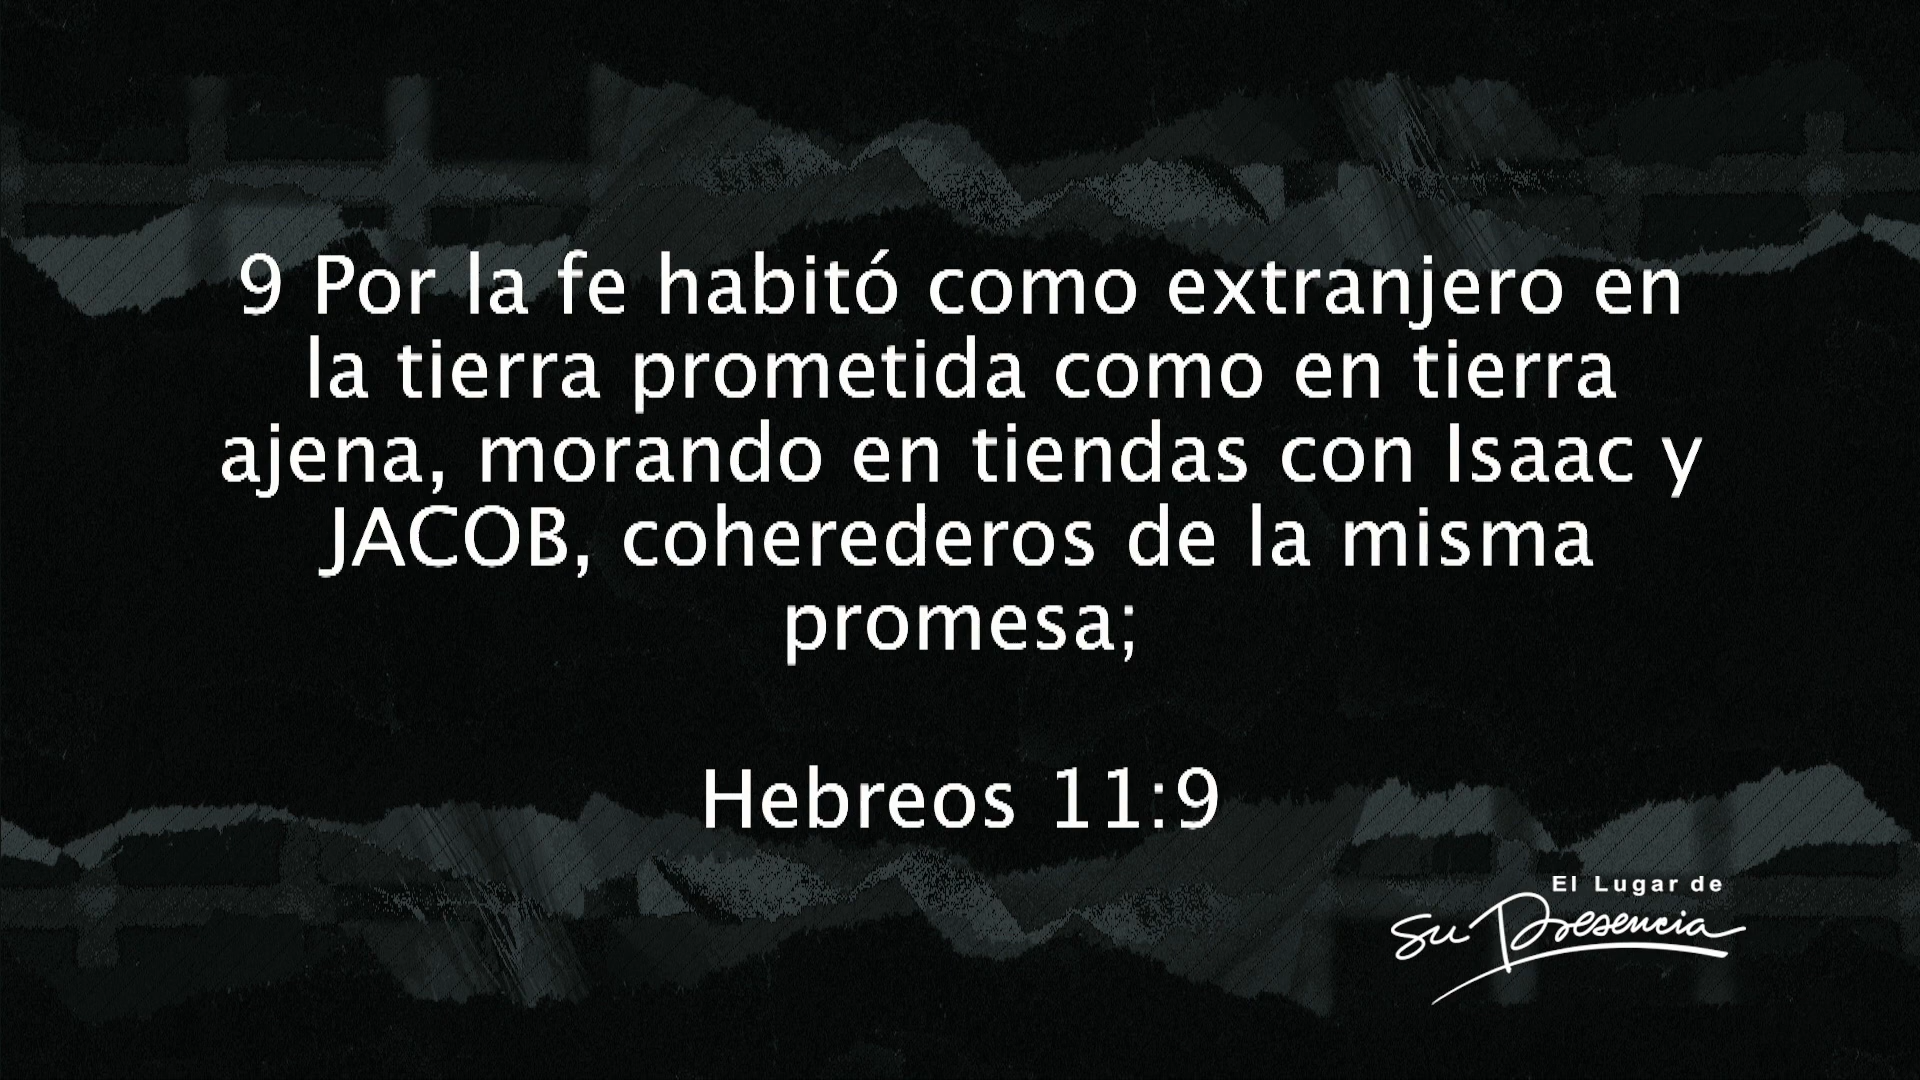 9 Por la fe habitó como extranjero en
la tierra prometida como en tierra
ajena, morando en tiendas con Isaac y
JACOB, coherederos de la misma
promesa;
Hebreos 11:9
El Lugar de
Su Presencia